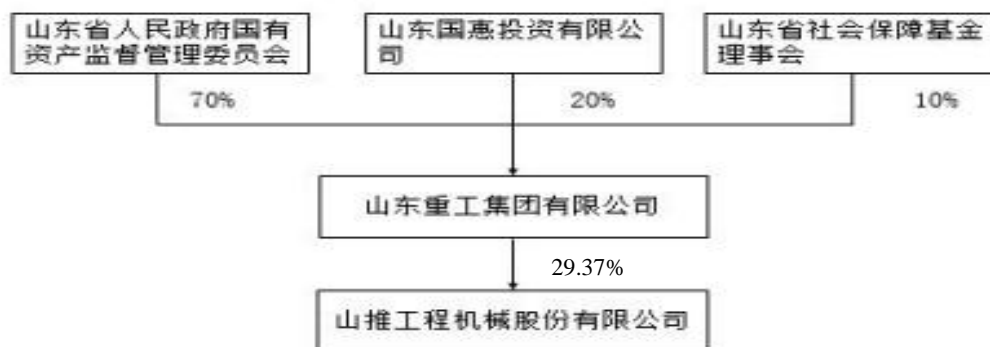 山东省人民政府国有
资产监督管理委员会
山东国惠投资有限公
司
山东省社会保障基金
理事会
70%
20%
10%
山东重工集团有限公司
29.37%
山推工程机械股份有限公司